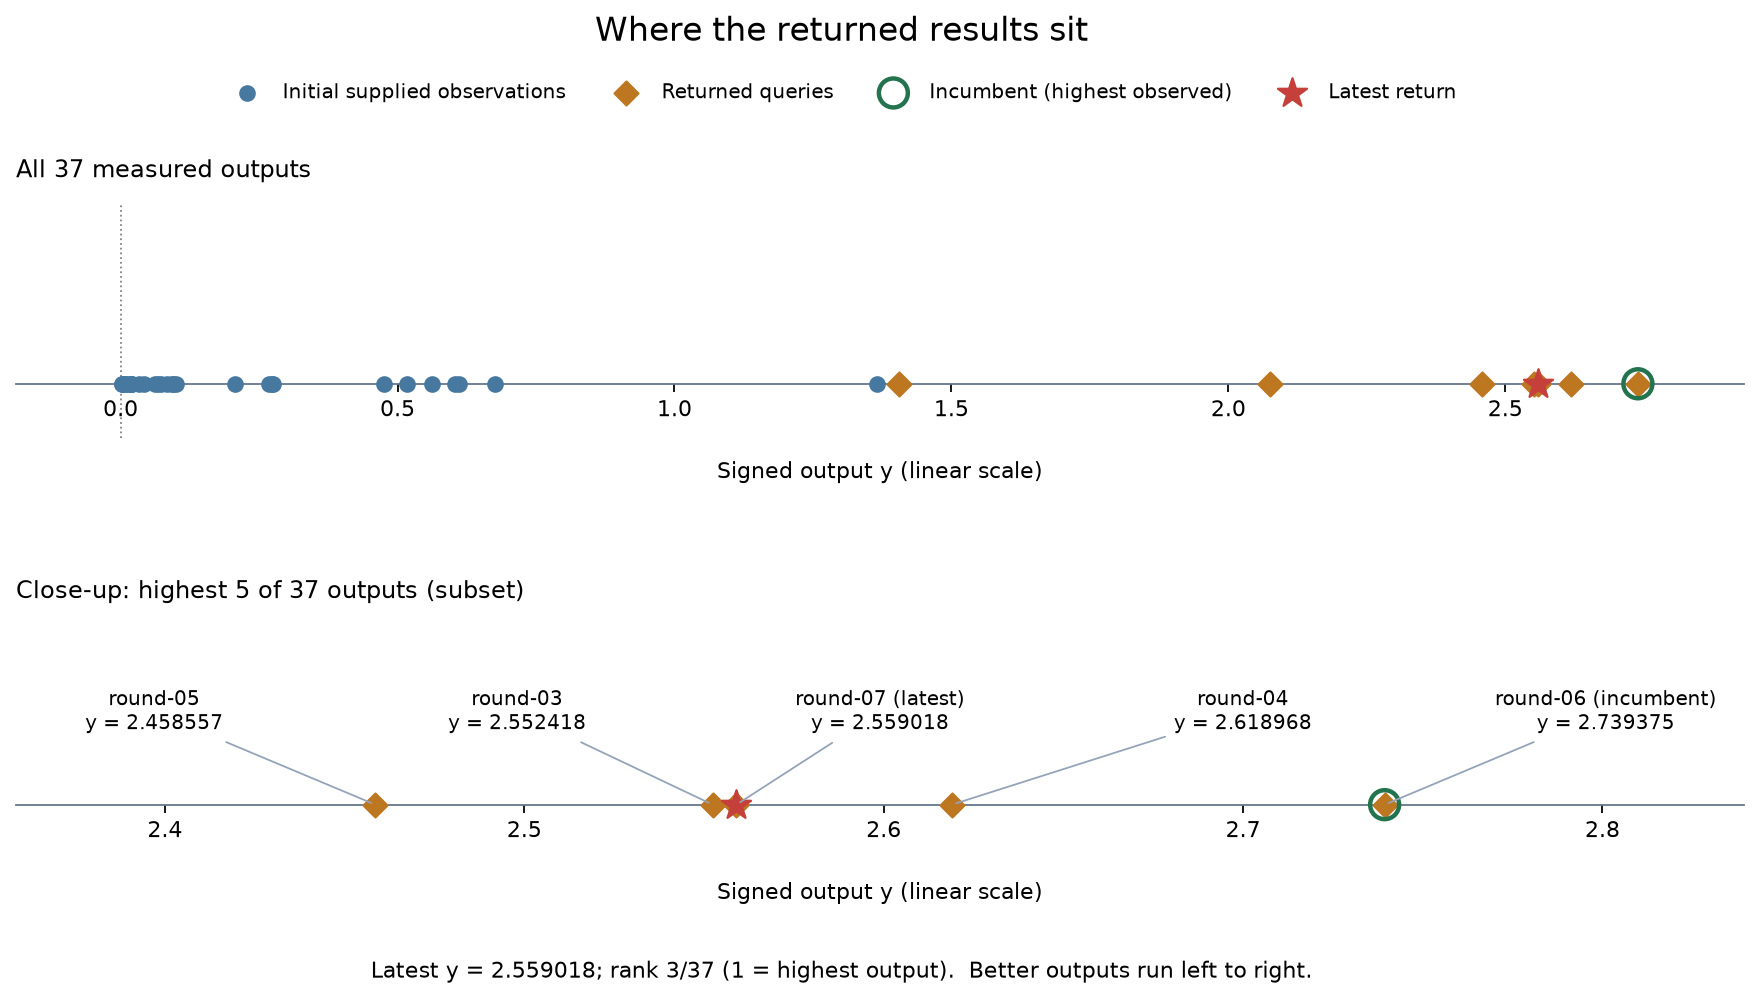 Where the returned results sit
Initial supplied observations
Returned queries
Incumbent (highest observed)
Latest return
All 37 measured outputs
0.0
0.5
1.0
1.5
2.0
2.5
Signed output y (linear scale)
Close-up: highest 5 of 37 outputs (subset)
round-05
y = 2.458557
round-03
y = 2.552418
round-07 (latest)
y = 2.559018
round-04
y = 2.618968
round-06 (incumbent)
y = 2.739375
2.4
2.5
2.6
2.7
2.8
Signed output y (linear scale)
Latest y = 2.559018; rank 3/37 (1 = highest output).  Better outputs run left to right.